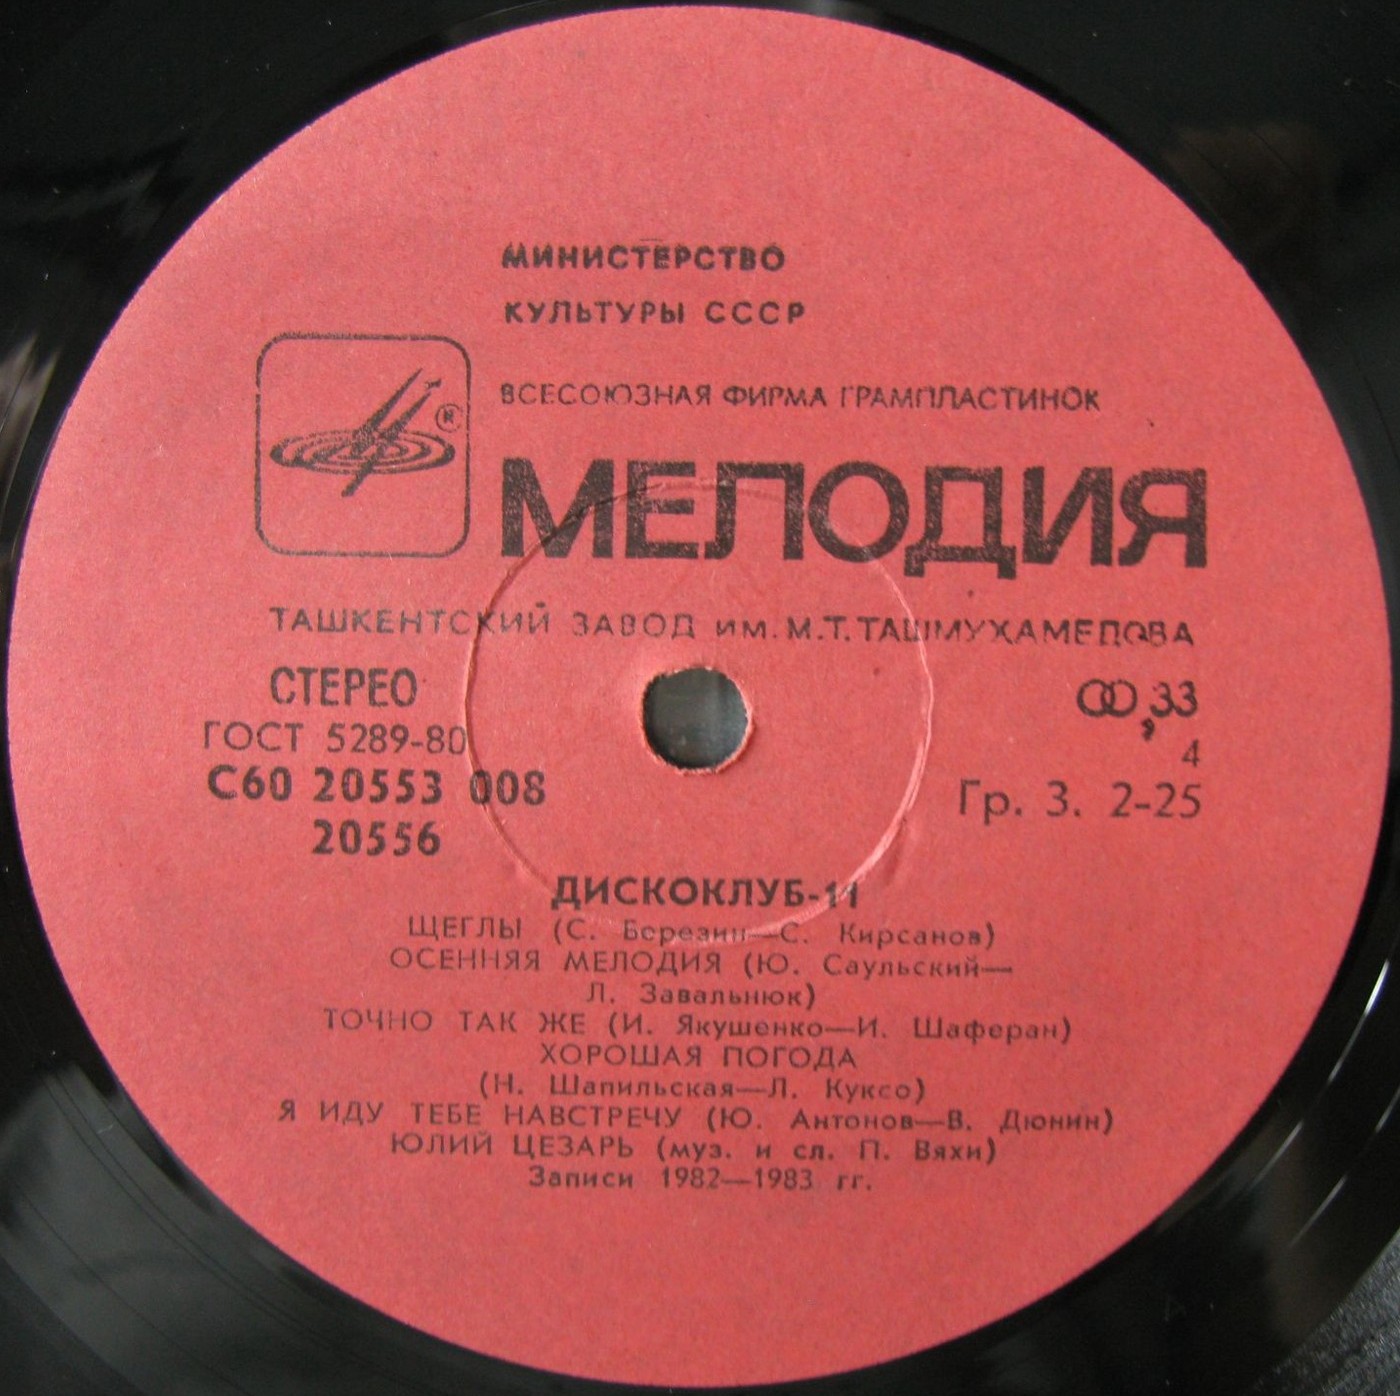 МИНИСТЕРСТВО
КУЛЬТУРЫ СССР
ВСЕСОЮЗНАЯ ФИРМА ГРАМПЛАСТИНОК
МЕЛОДИЯ
ТАШКЕНТСКИЙ ЗАВОД ИМ. М.Т. ТАШМУХАМЕДОВА
СТЕРЕО
33
ГОСТ 5289-80
4
С60 20553 008
Гр. 3. 2-25
20556
ДИСКОКЛУБ-11
ЩЕГЛЫ (С. Березин—С. Кирсанов)
ОСЕННЯЯ МЕЛОДИЯ (Ю. Саульский—
Л. Завальнюк)
ТОЧНО ТАК ЖЕ (И. Якушенко—И. Шаферан)
ХОРОШАЯ ПОГОДА
(Н. Шапильская—Л. Куксо)
Я ИДУ ТЕБЕ НАВСТРЕЧУ (Ю. Антонов—В. Дюнин)
ЮЛИЙ ЦЕЗАРЬ (муз. и сл. П. Вяхи)
Записи 1982—1983 гг.